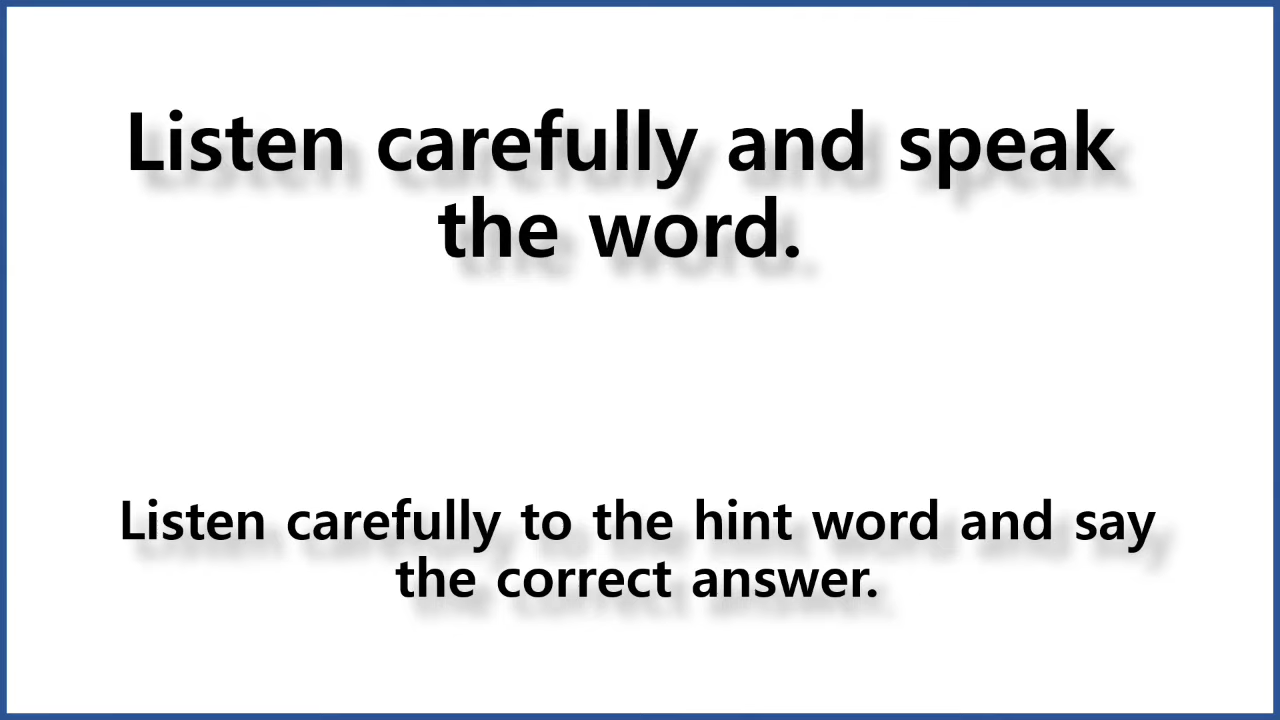 Listen carefully and speak
the word.
Listen carefully to the hint word and say
the correct answer.